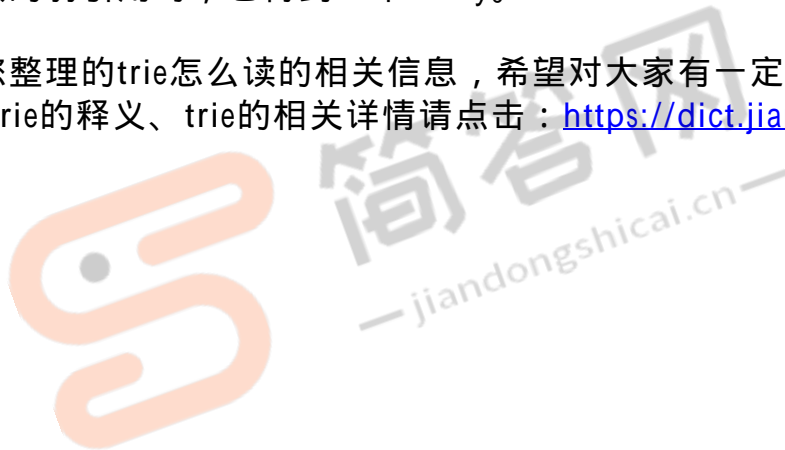 整理的trie怎么读的相关信息，希望对大家有一定
rie的释义、trie的相关详情请点击：https://dict.jia
简答网
jiandongshicai.cn